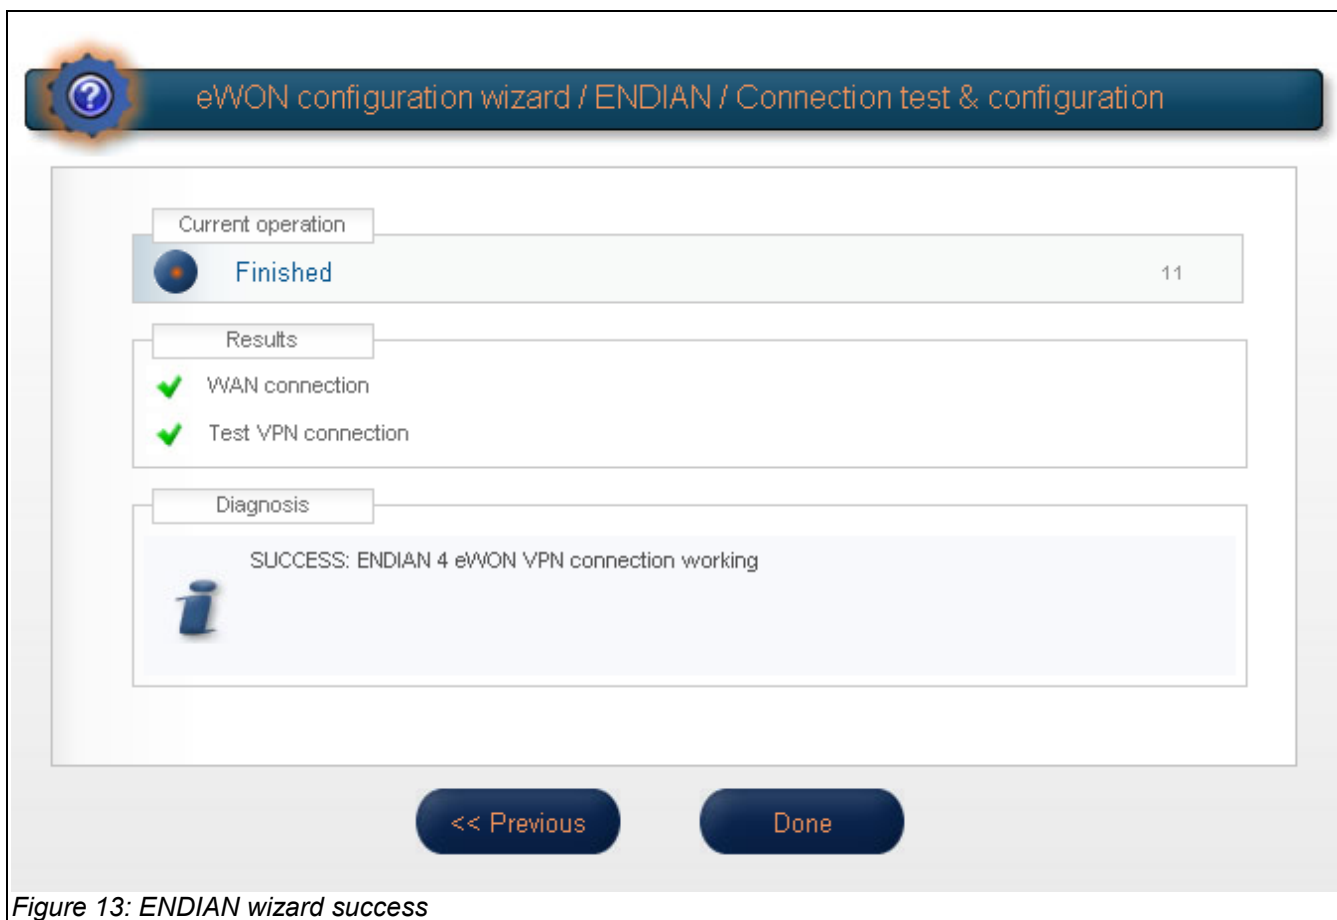 eWON configuration wizard / ENDIAN / Connection test & configuration
Current operation
Finished 11
Results
WAN connection
Test VPN connection
Diagnosis
SUCCESS: ENDIAN 4 eWON VPN connection working
<< Previous
Done
Figure 13: ENDIAN wizard success